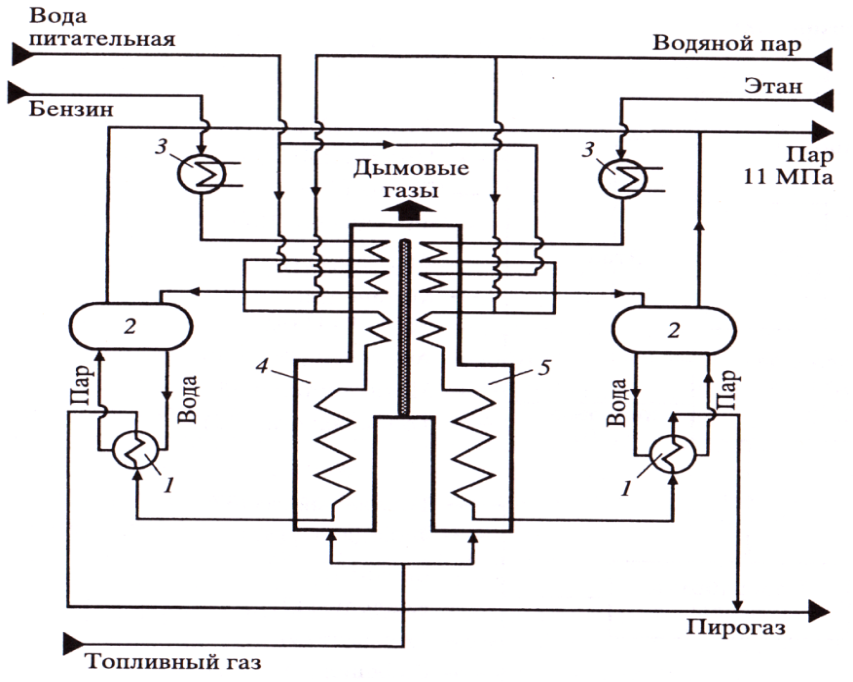 Вода
питательная
Водяной пар
Этан
Бензин
3
3
Дымовые
газы
Пар
11 МПа
2
2
4
5
Пар
Вода
Вода
Пар
1
1
Пирогаз
Топливный газ